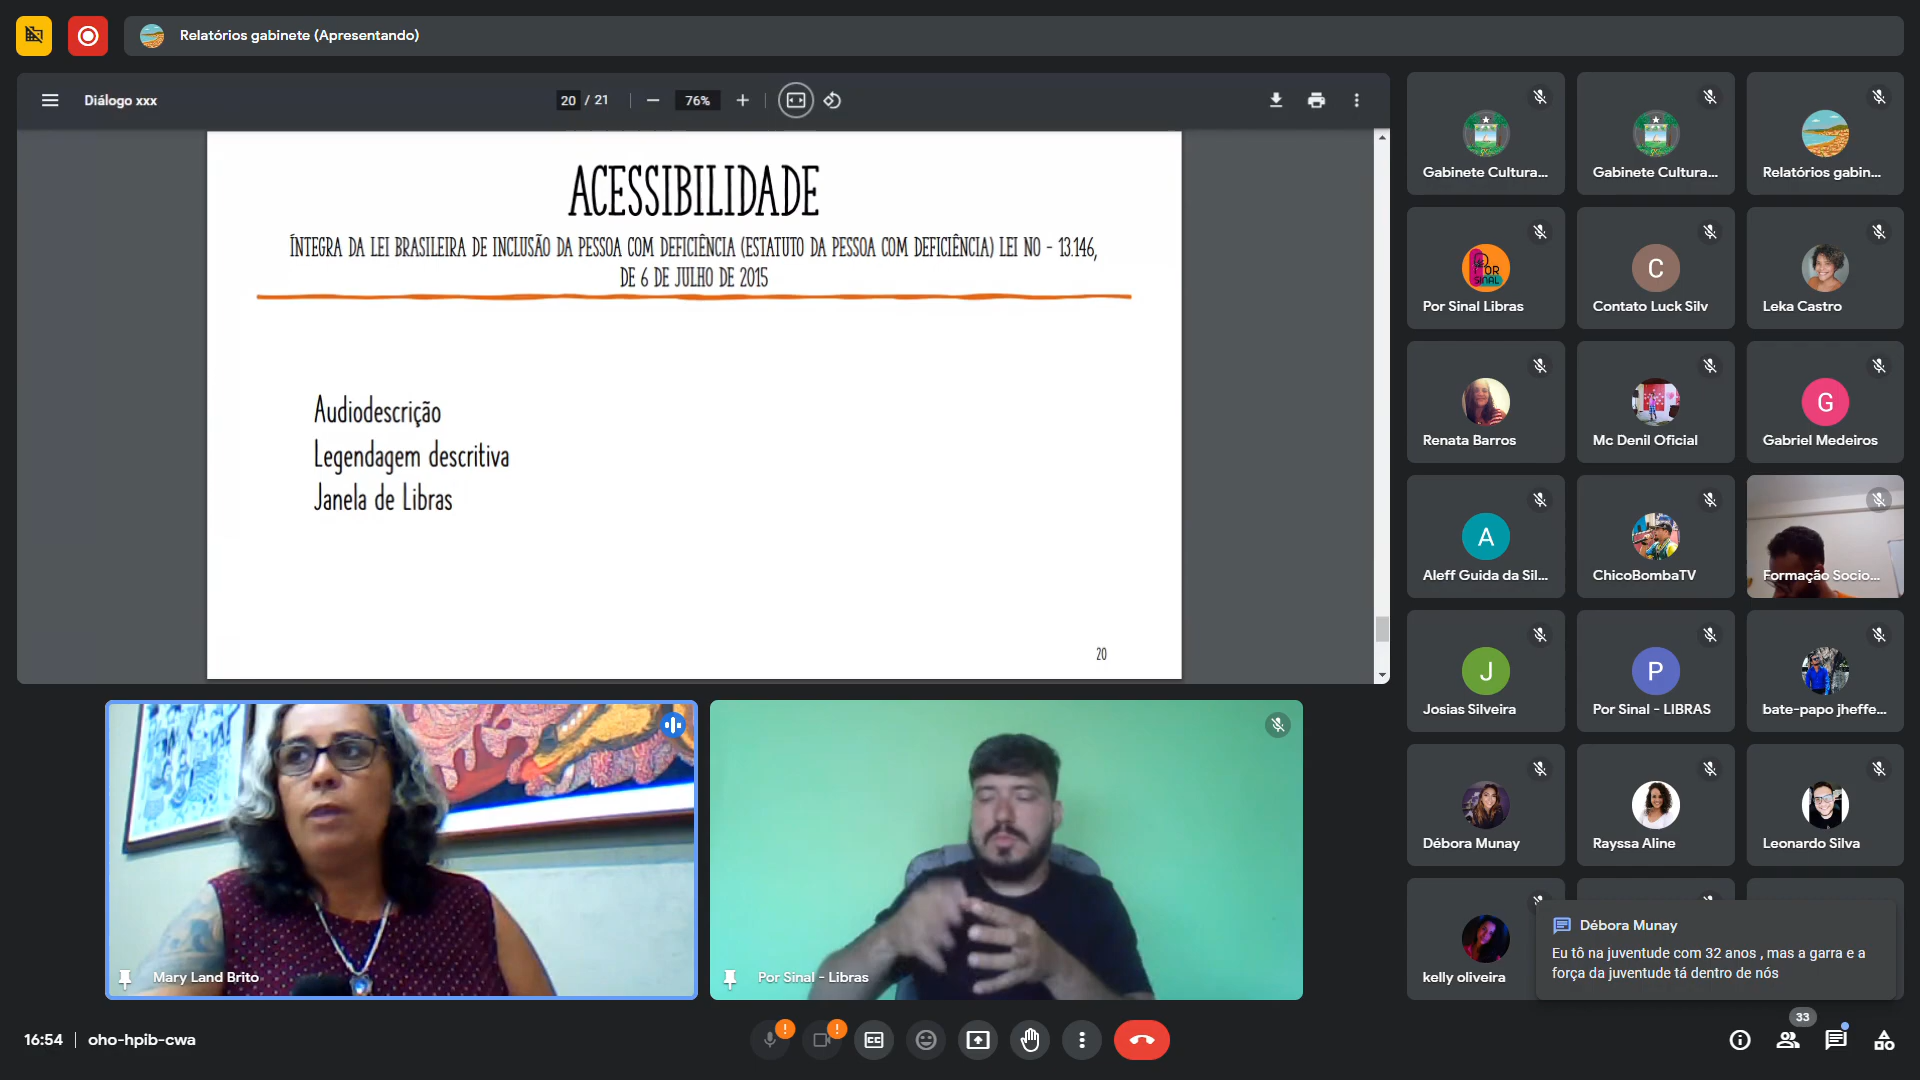 Relatórios gabinete (Apresentando)
Diálogo xxx
20 / 21
76%
ACESSIBILIDADE
ÍNTEGRA DA LEI BRASILEIRA DE INCLUSÃO DA PESSOA COM DEFICIÊNCIA (ESTATUTO DA PESSOA COM DEFICIÊNCIA) LEI NO - 13.146,
DE 6 DE JULHO DE 2015
Audiodescrição
Legendagem descritiva
Janela de Libras
20
Mary Land Brito
Por Sinal - Libras
Gabinete Cultura...
Gabinete Cultura...
Relatórios gabin...
POR
SINAL
Por Sinal Libras
C
Contato Luck Silv
Leka Castro
Renata Barros
Mc Denil Oficial
G
Gabriel Medeiros
A
Aleff Guida da Sil...
ChicoBombaTV
Formação Socio...
J
Josias Silveira
P
Por Sinal - LIBRAS
bate-papo jheffe...
Débora Munay
Rayssa Aline
Leonardo Silva
kelly oliveira
Débora Munay
Eu tô na juventude com 32 anos , mas a garra e a
força da juventude tá dentro de nós
16:54
oho-hpib-cwa
33